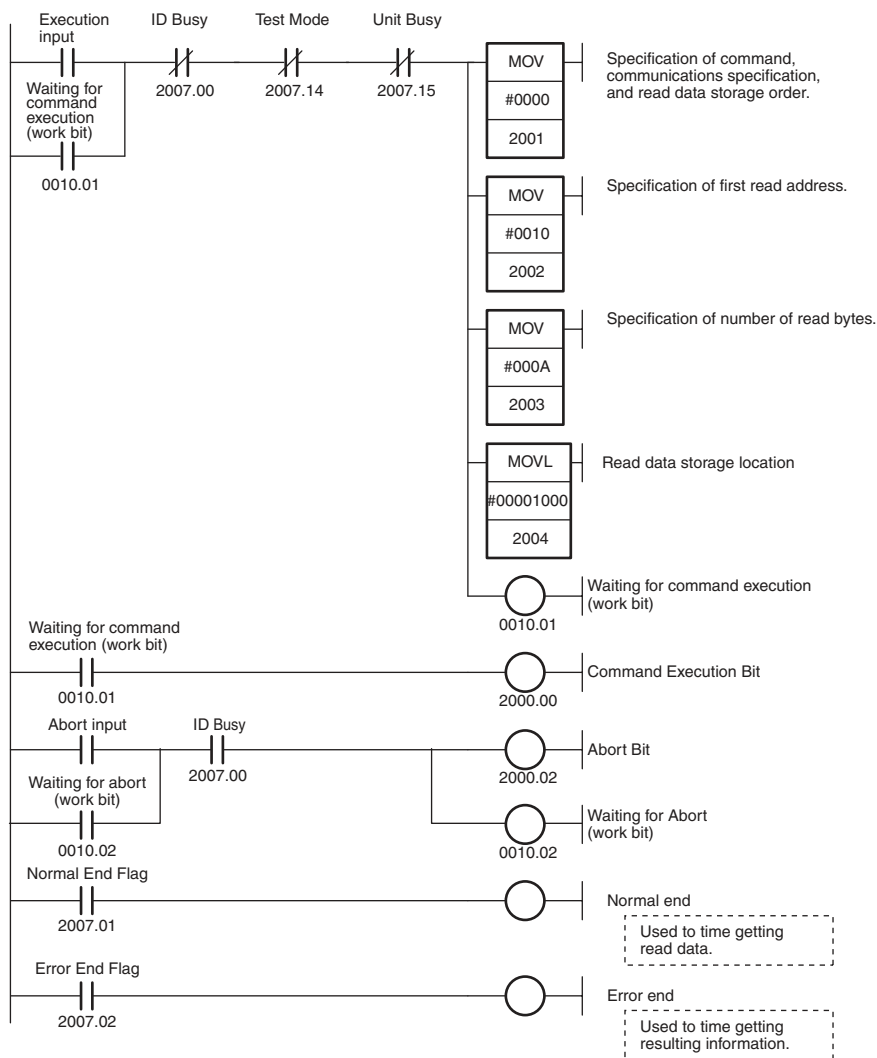 Execution
input
ID Busy
Test Mode
Unit Busy
2007.00
2007.14
2007.15
MOV
#0000
2001
Specification of command,
communications specification,
and read data storage order.
Waiting for
command
execution
(work bit)
0010.01
MOV
#0010
2002
Specification of first read address.
MOV
#000A
2003
Specification of number of read bytes.
MOVL
#00001000
2004
Read data storage location
Waiting for command execution
(work bit)
0010.01
Waiting for command
execution (work bit)
0010.01
Command Execution Bit
2000.00
Abort input
ID Busy
2007.00
Abort Bit
2000.02
Waiting for abort
(work bit)
0010.02
Waiting for Abort
(work bit)
0010.02
Normal End Flag
2007.01
Normal end
Used to time getting
read data.
Error End Flag
2007.02
Error end
Used to time getting
resulting information.